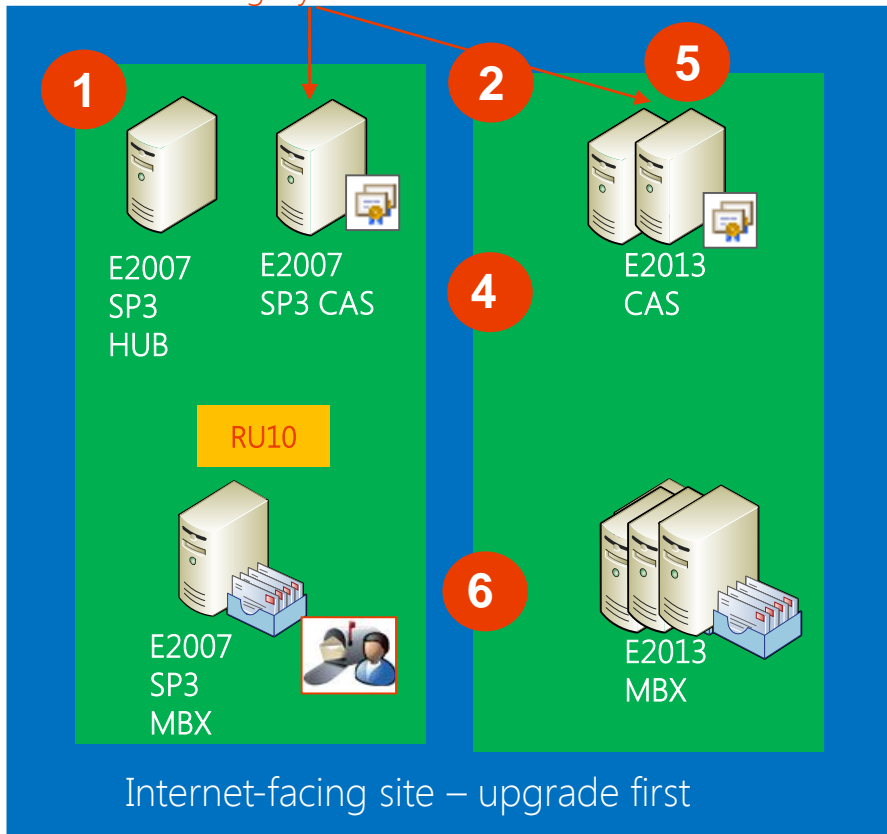 1
2
5
E2007
SP3
HUB
E2007
SP3 CAS
E2013
CAS
4
RU10
6
E2007
SP3
MBX
E2013
MBX
Internet-facing site – upgrade first